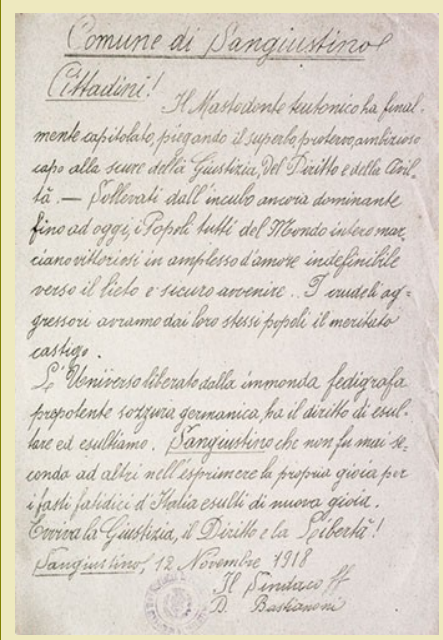 Comune di Sangiustino
Cittadini!
Il Mastodonte teutonico ha final-
mente capitolato, piegando il superbo, protervo, ambizioso
capo alla scure della Giustizia, del Diritto e della Civil-
tà. — Sollevati dall'incubo ancora dominante
fino ad oggi, i Popoli tutti del Mondo intero mar-
ciano vittoriosi in amplesso d'amore indefinibile
verso il lieto e sicuro avvenire.. I crudeli ag-
gressori avranno dai loro stessi popoli il meritato
castigo.
L'Universo liberato dalla immonda fedigrafa
prepotente sozzura germanica, ha il diritto di esul-
tare ed esultiamo. Sangiustino che non fu mai se-
condo ad altri nell'esprimere la propria gioia per
i fasti fatidici d'Italia esulti di nuova gioia.
Evviva la Giustizia, il Diritto e la Libertà!
Sangiustino, 12 Novembre 1918
Il Sindaco ff
D. Bastianoni